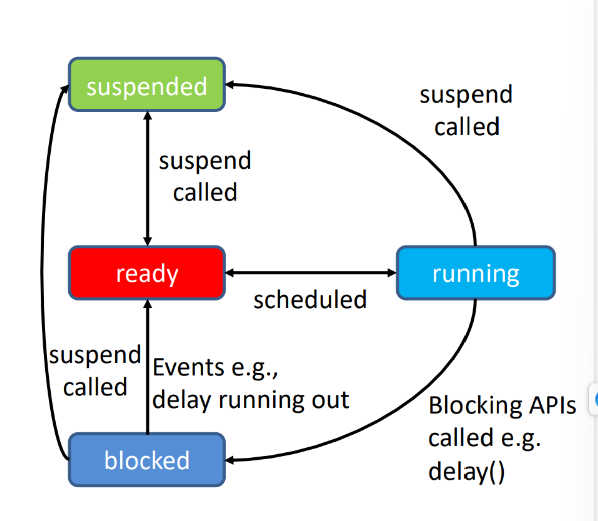 suspended
suspend
called
suspend
called
ready
running
scheduled
suspend
called
Events e.g.,
delay running out
Blocking APIs
called e.g.
delay()
blocked